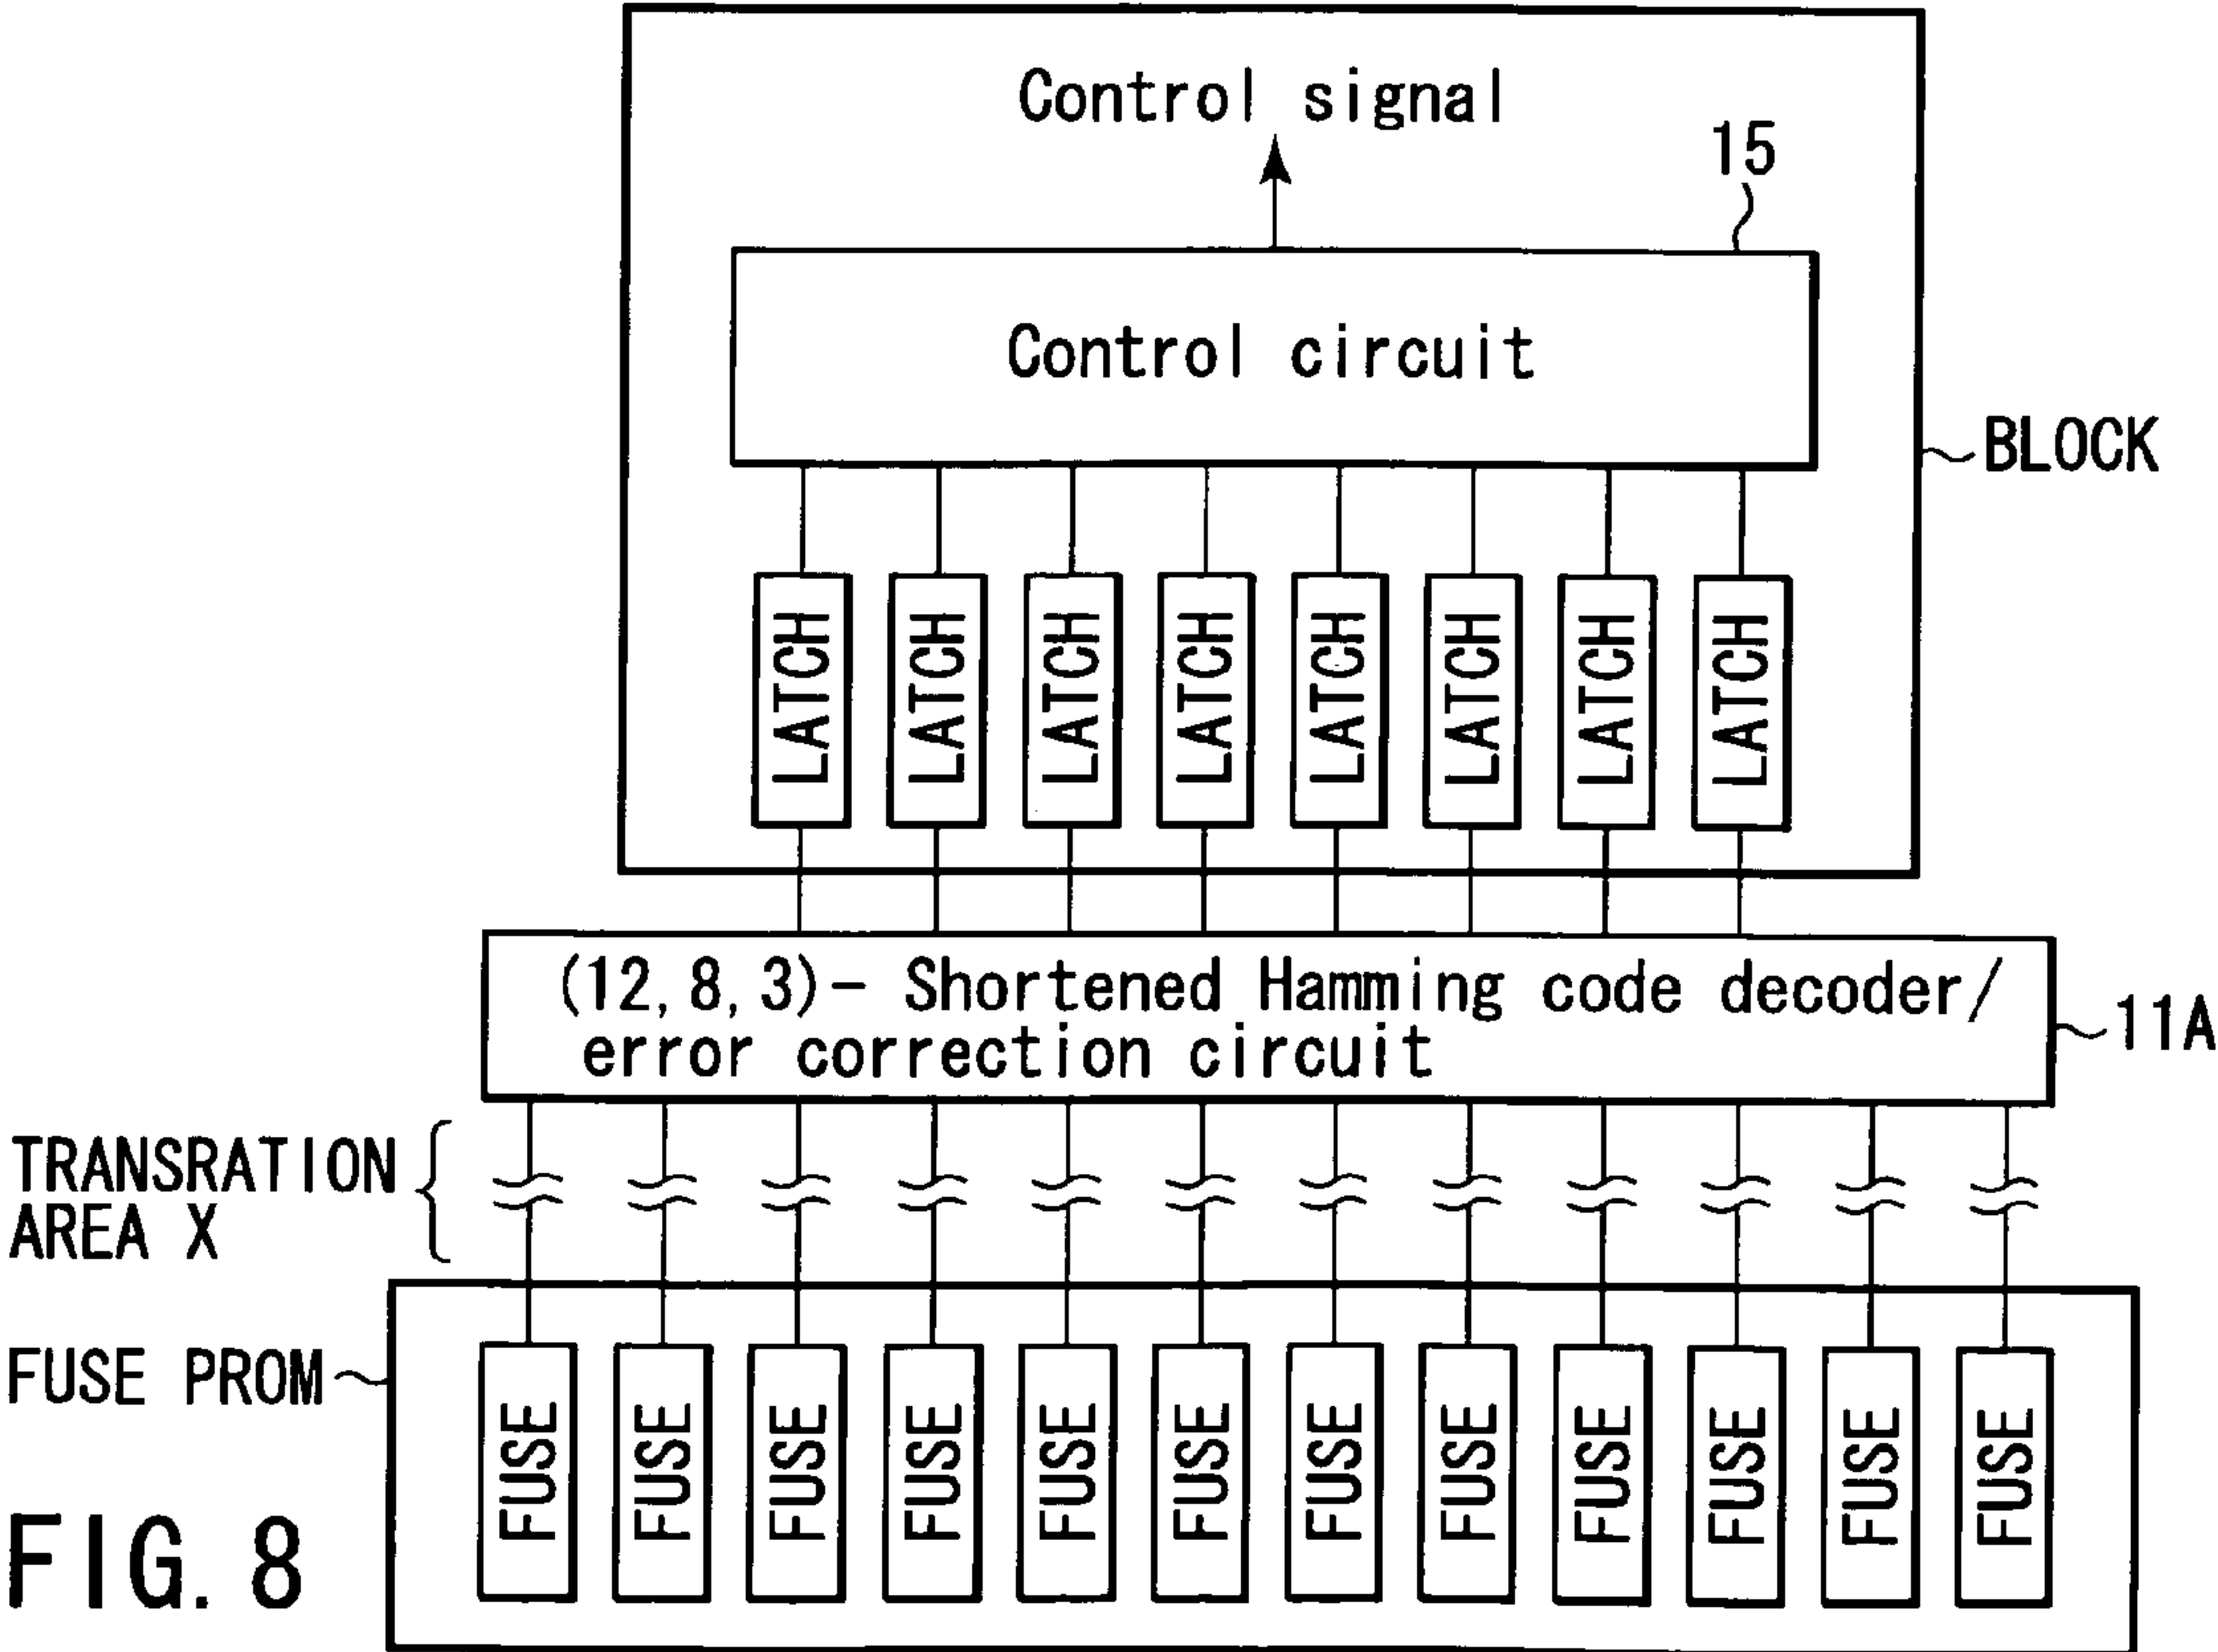 Control signal
15
Control circuit
BLOCK
LATCH
LATCH
LATCH
LATCH
LATCH
LATCH
LATCH
LATCH
(12, 8, 3)- Shortened Hamming code decoder/
error correction circuit
11A
TRANSRATION
AREA X
FUSE PROM
FUSE
FUSE
FUSE
FUSE
FUSE
FUSE
FUSE
FUSE
FUSE
FUSE
FUSE
FUSE
FIG. 8